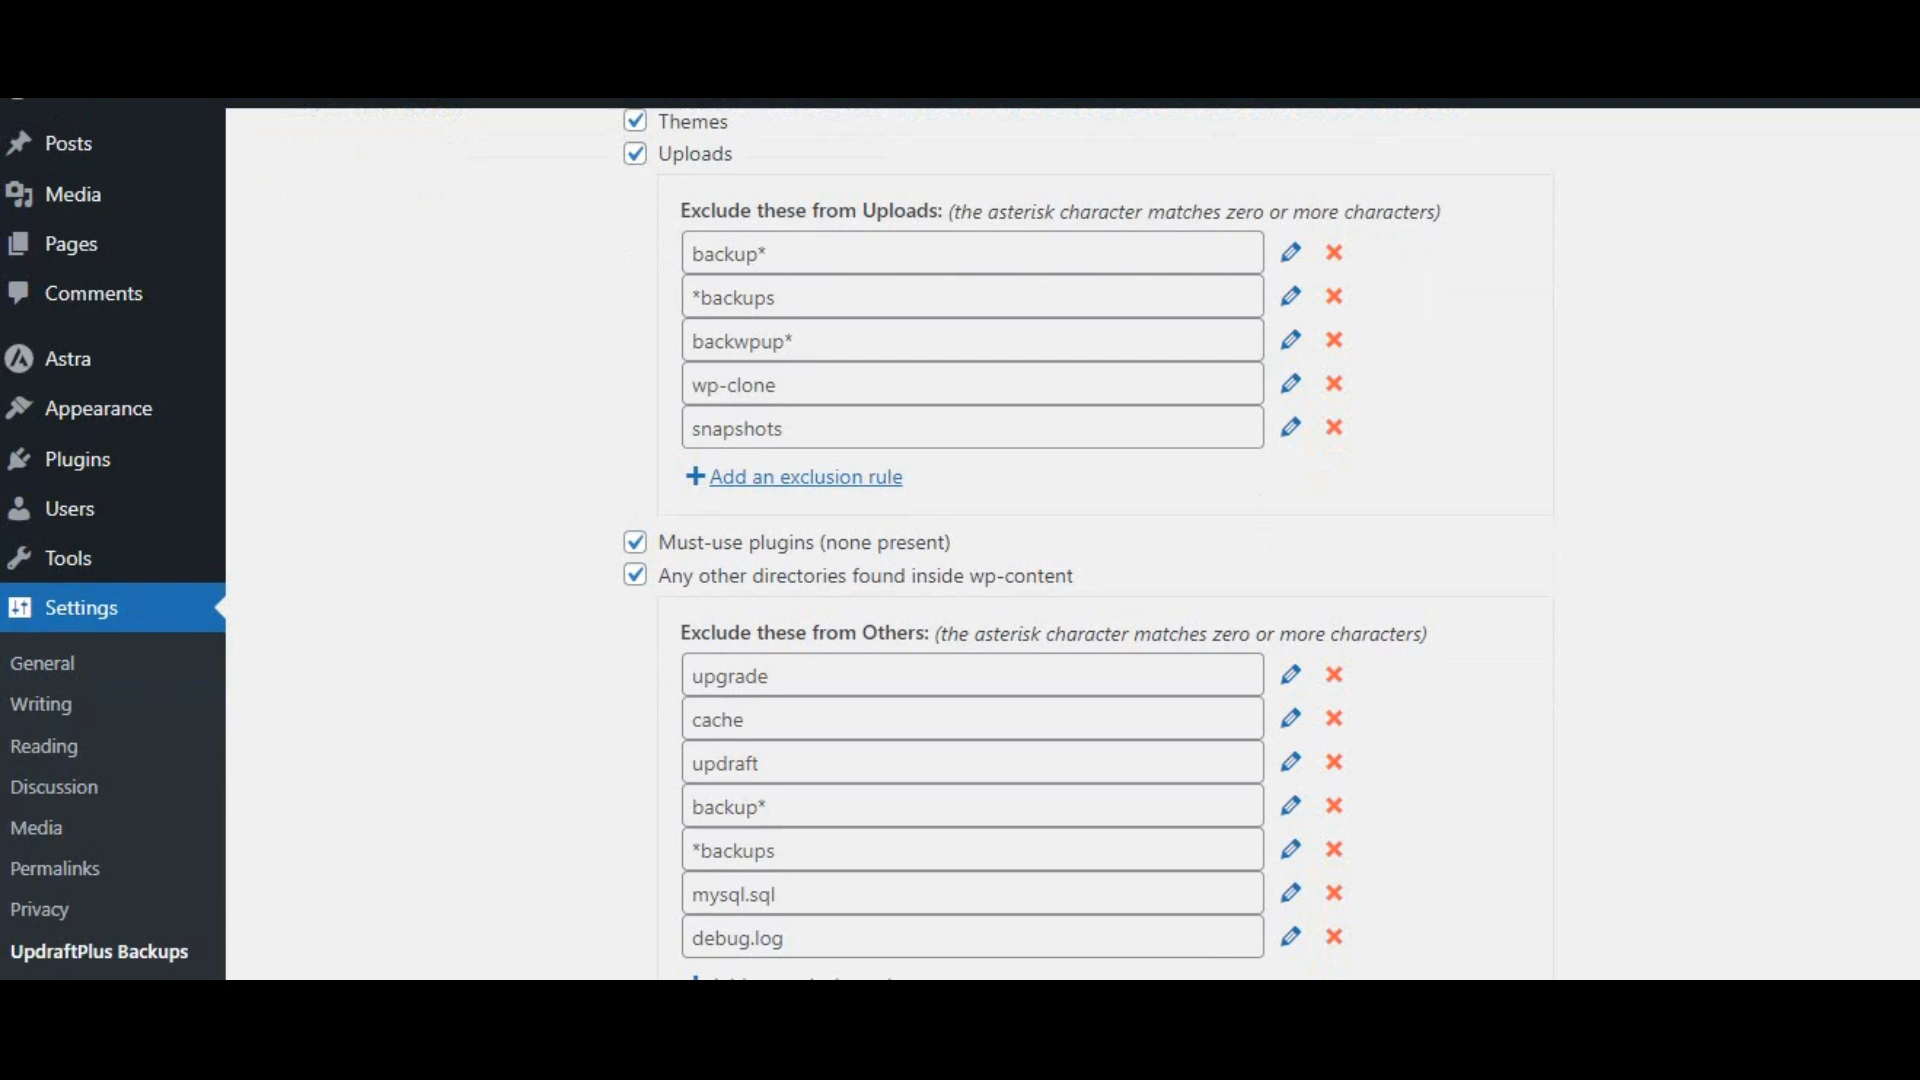 Posts
Media
Pages
Comments
Astra
Appearance
Plugins
Users
Tools
Settings
General
Writing
Reading
Discussion
Media
Permalinks
Privacy
UpdraftPlus Backups
Themes
Uploads
Exclude these from Uploads: (the asterisk character matches zero or more characters)
backup*
*backups
backwpup*
wp-clone
snapshots
Add an exclusion rule
Must-use plugins (none present)
Any other directories found inside wp-content
Exclude these from Others: (the asterisk character matches zero or more characters)
upgrade
cache
updraft
backup*
*backups
mysql.sql
debug.log